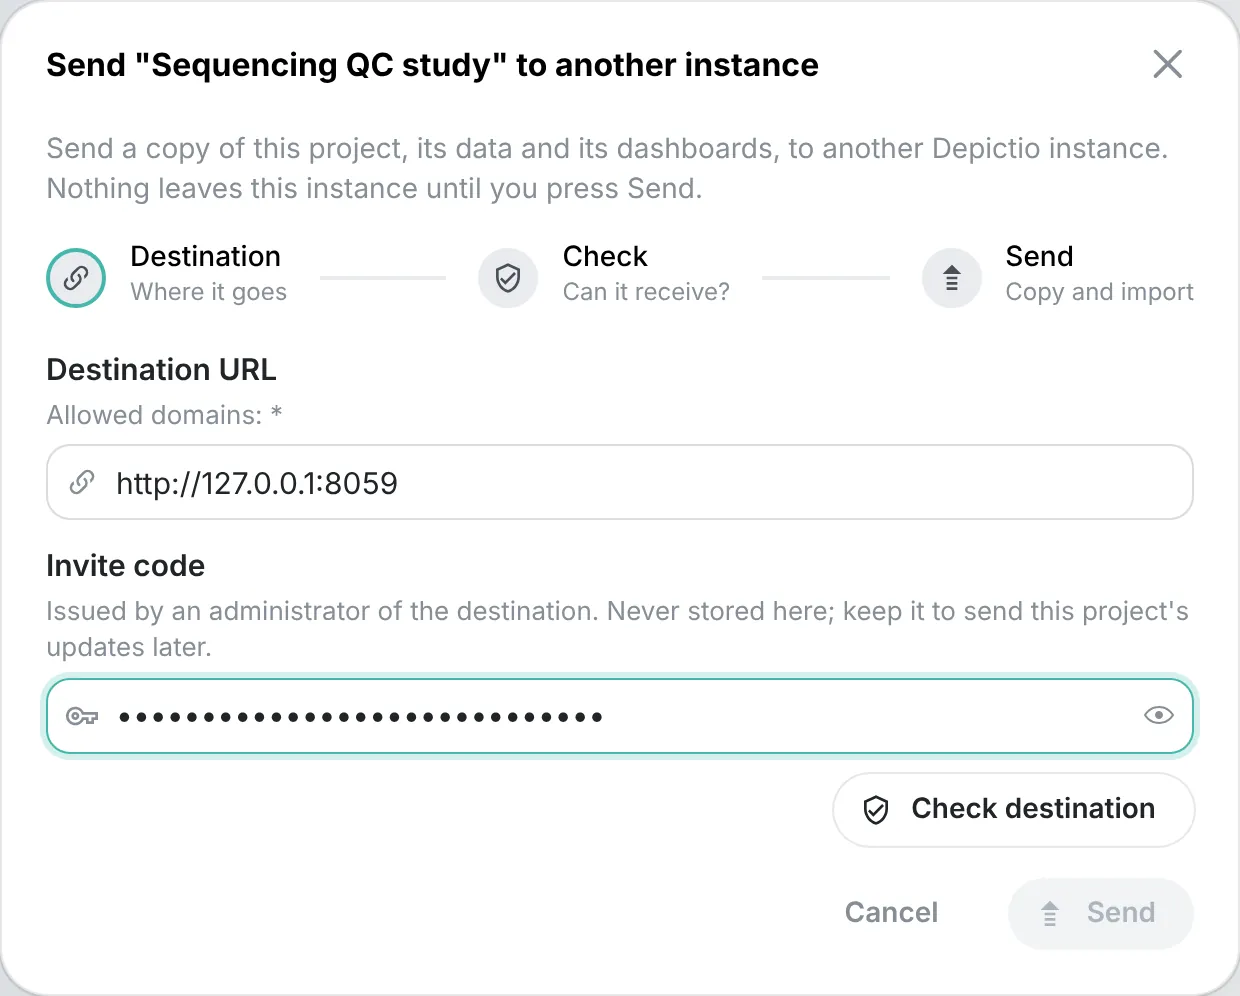 Send "Sequencing QC study" to another instance
Send a copy of this project, its data and its dashboards, to another Depictio instance.
Nothing leaves this instance until you press Send.
Destination
Where it goes
Check
Can it receive?
Send
Copy and import
Destination URL
Allowed domains: *
http://127.0.0.1:8059
Invite code
Issued by an administrator of the destination. Never stored here; keep it to send this project's
updates later.
•••••••••••••••••••••••••••••
Check destination
Cancel
Send